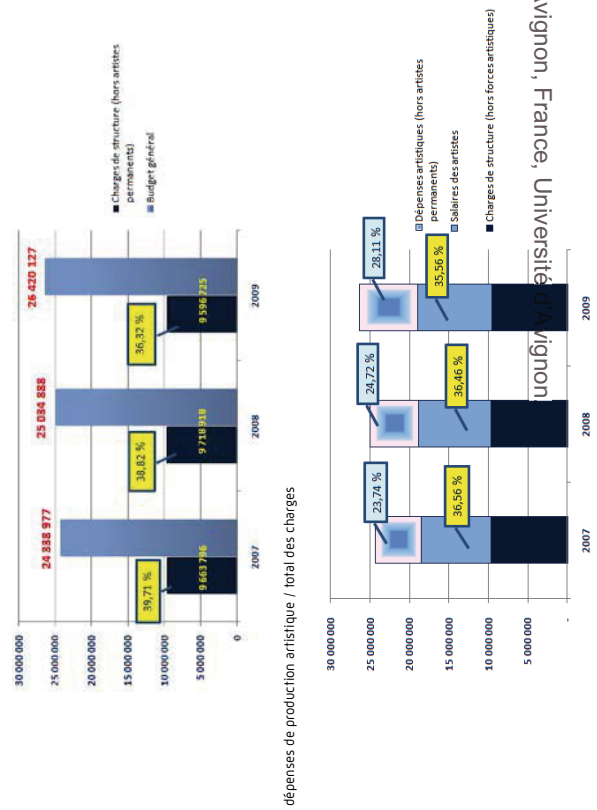 Charges de structure (hors artistes
permanents)
Budget général
30 000 000
25 000 000
20 000 000
15 000 000
10 000 000
5 000 000
0
24 338 977
25 034 888
26 420 127
39,71 %
38,82 %
36,32 %
9 663 796
9 718 918
9 596 725
2007
2008
2009
dépenses de production artistique / total des charges
Dépenses artistiques (hors artistes
permanents)
Salaires des artistes
Charges de structure (hors forces artistiques)
30 000 000
25 000 000
20 000 000
15 000 000
10 000 000
5 000 000
-
23,74 %
24,72 %
28,11 %
36,56 %
36,46 %
35,56 %
2007
2008
2009
Avignon, France, Université d'Avignon